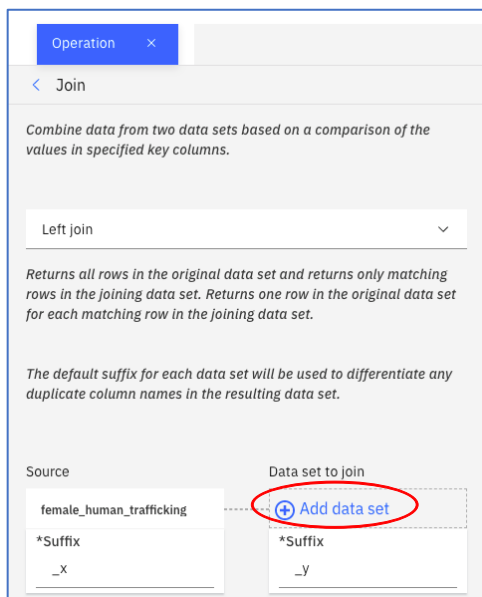 Operation ×
< Join
Combine data from two data sets based on a comparison of the
values in specified key columns.
Left join
Returns all rows in the original data set and returns only matching
rows in the joining data set. Returns one row in the original data set
for each matching row in the joining data set.
The default suffix for each data set will be used to differentiate any
duplicate column names in the resulting data set.
Source Data set to join
female_human_trafficking Add data set
*Suffix *Suffix
_x _y